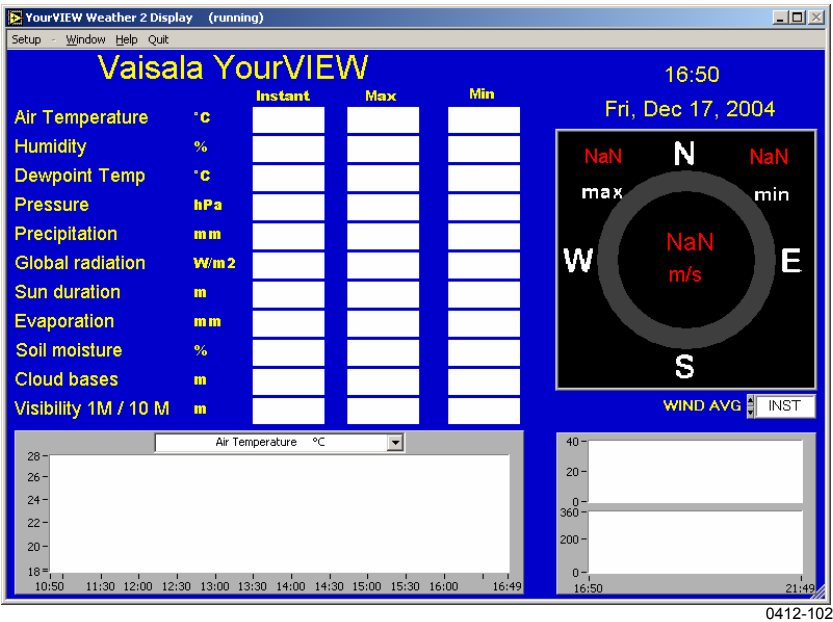 YourVIEW Weather 2 Display (running)
Setup - Window Help Quit
Vaisala YourVIEW
16:50
Fri, Dec 17, 2004
Instant Max Min
Air Temperature °C
Humidity %
Dewpoint Temp °C
Pressure hPa
Precipitation mm
Global radiation W/m2
Sun duration m
Evaporation mm
Soil moisture %
Cloud bases m
Visibility 1M / 10 M m
NaN N NaN
max min
NaN
W E
m/s
S
WIND AVG INST
Air Temperature °C
28
26
24
22
20
18
10:50 11:30 12:00 12:30 13:00 13:30 14:00 14:30 15:00 15:30 16:00 16:49
40
20
0
360
200
0
16:50 21:49
0412-102